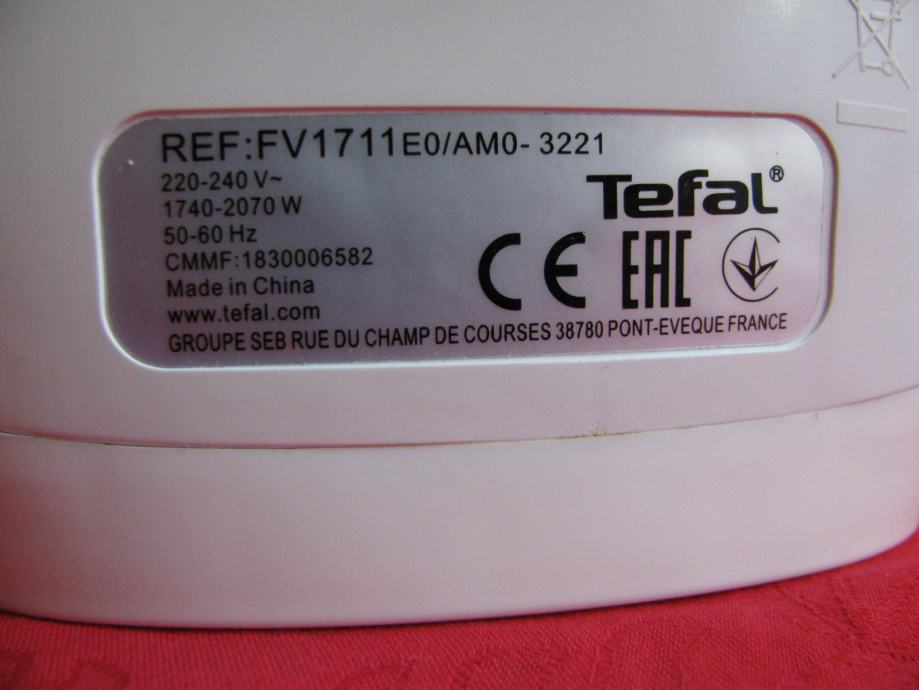 REF:FV1711E0/AM0-3221
220-240 V~
1740-2070 W
50-60 Hz
CMMF:1830006582
Made in China
www.tefal.com
Tefal®
CE EAC
GROUPE SEB RUE DU CHAMP DE COURSES 38780 PONT-EVEQUE FRANCE